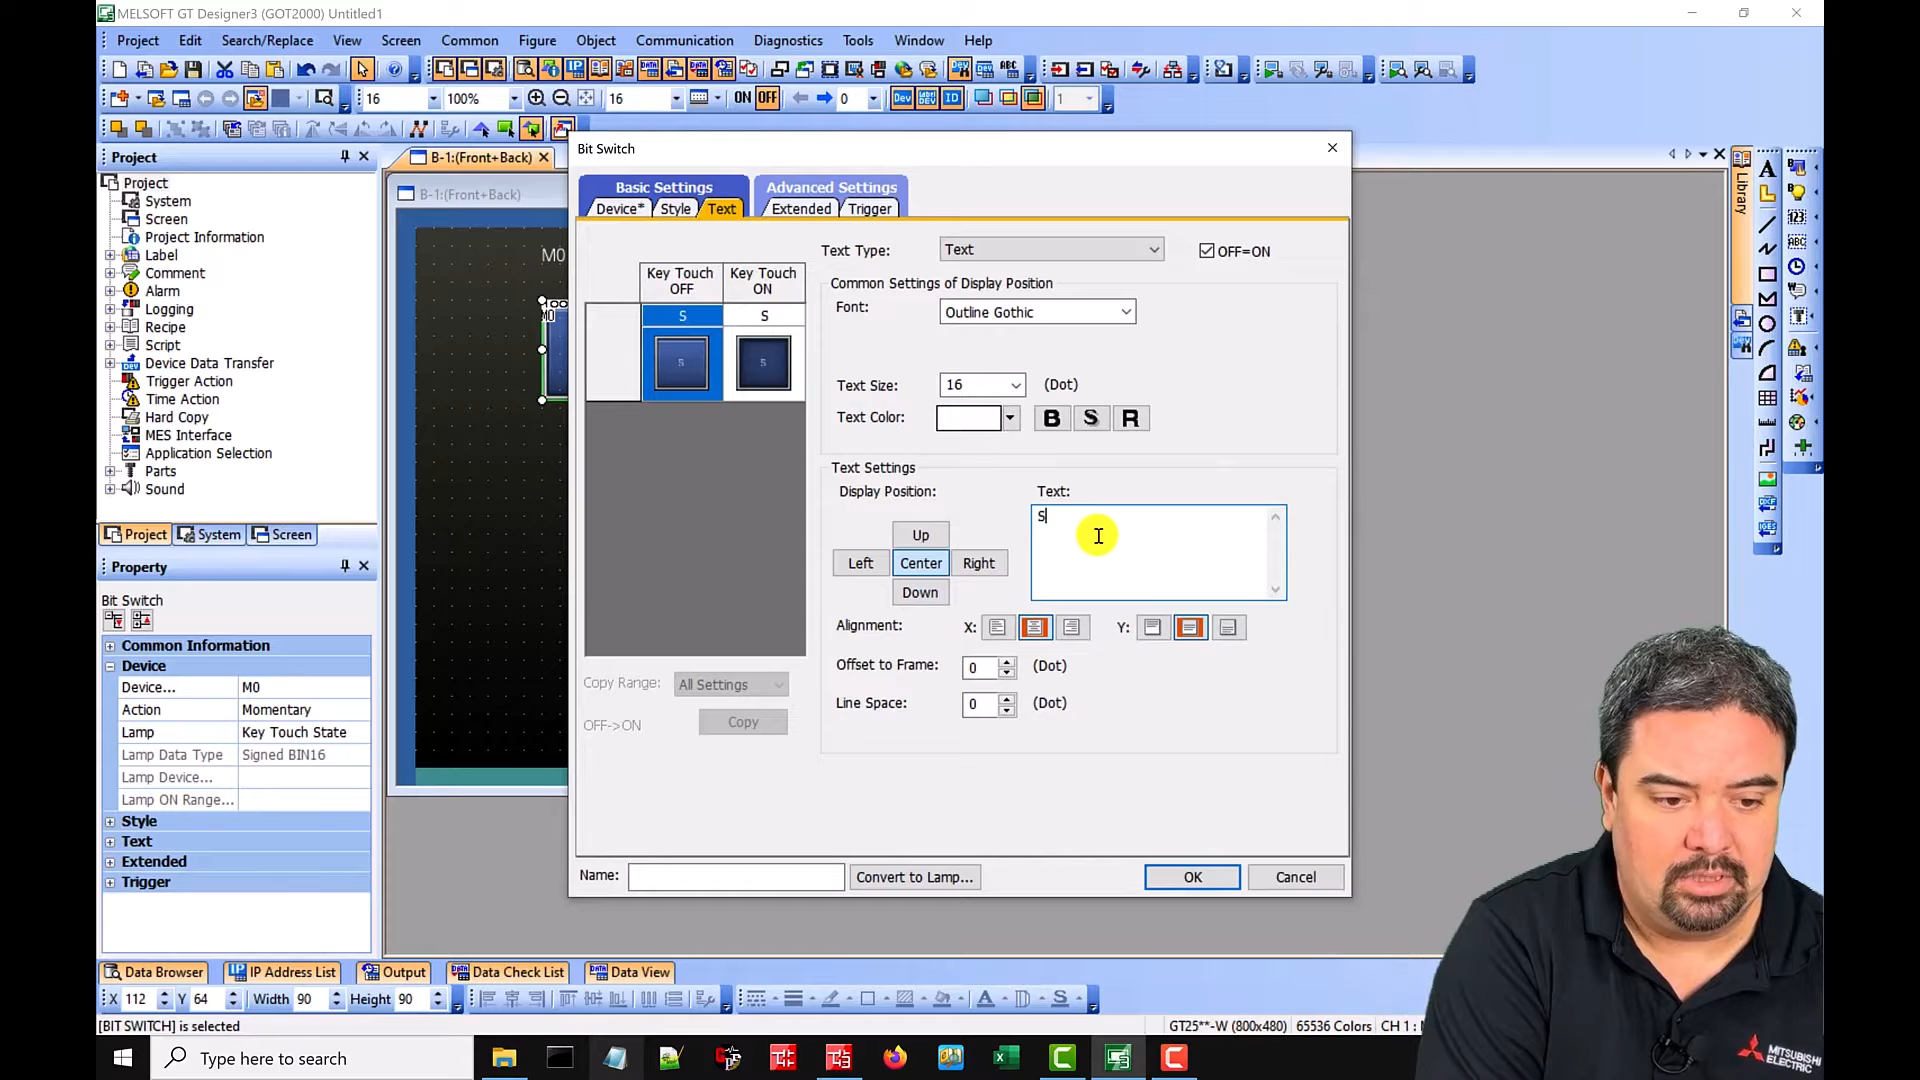 MELSOFT GT Designer3 (GOT2000) Untitled1
Project Edit Search/Replace View Screen Common Figure Object Communication Diagnostics Tools Window Help
16 100% 16 ON OFF 0 Dev ID 1
Project
B-1:(Front+Back)
B-1:(Front+Back)
Project
System
Screen
Project Information
Label
Comment
Alarm
Logging
Recipe
Script
Device Data Transfer
Trigger Action
Time Action
Hard Copy
MES Interface
Application Selection
Parts
Sound
Project System Screen
Property
Bit Switch
Common Information
Device
Device... M0
Action Momentary
Lamp Key Touch State
Lamp Data Type Signed BIN16
Lamp Device...
Lamp ON Range...
Style
Text
Extended
Trigger
M0
M0
Bit Switch
Basic Settings Advanced Settings
Device* Style Text Extended Trigger
Key Touch OFF Key Touch ON
S S
S S
Copy Range: All Settings
OFF->ON Copy
Text Type: Text OFF=ON
Common Settings of Display Position
Font: Outline Gothic
Text Size: 16 (Dot)
Text Color: B S R
Text Settings
Display Position: Text:
S
Up
Left Center Right
Down
Alignment: X: Y:
Offset to Frame: 0 (Dot)
Line Space: 0 (Dot)
Name: Convert to Lamp... OK Cancel
Library
Data Browser IP Address List Output Data Check List Data View
X 112 Y 64 Width 90 Height 90
[BIT SWITCH] is selected
GT25**-W (800x480) 65536 Colors CH 1 :
Type here to search
MITSUBISHI
ELECTRIC